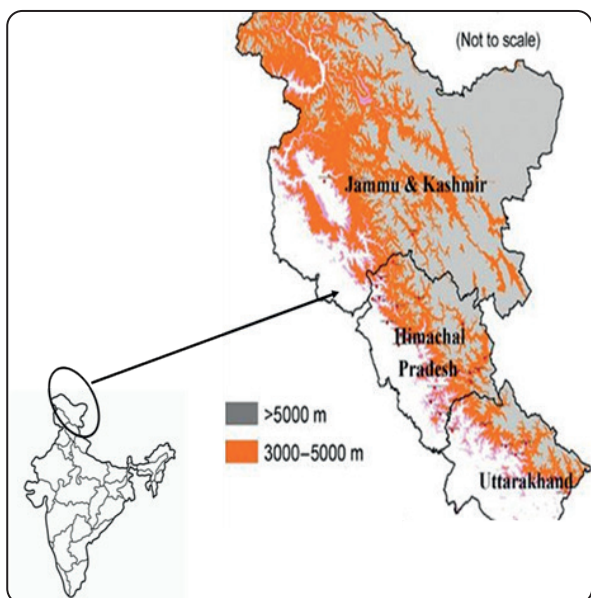 (Not to scale)
Jammu & Kashmir
Himachal
Pradesh
>5000 m
3000–5000 m
Uttarakhand